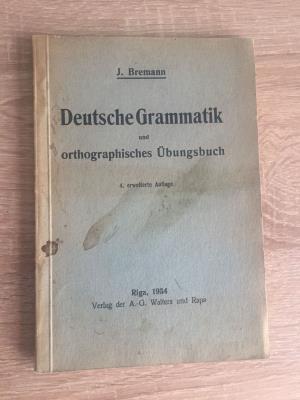 J. Bremann
Deutsche Grammatik
und
orthographisches Übungsbuch
4. erweiterte Auflage
Riga, 1934
Verlag der A.-G. Walters und Rapa